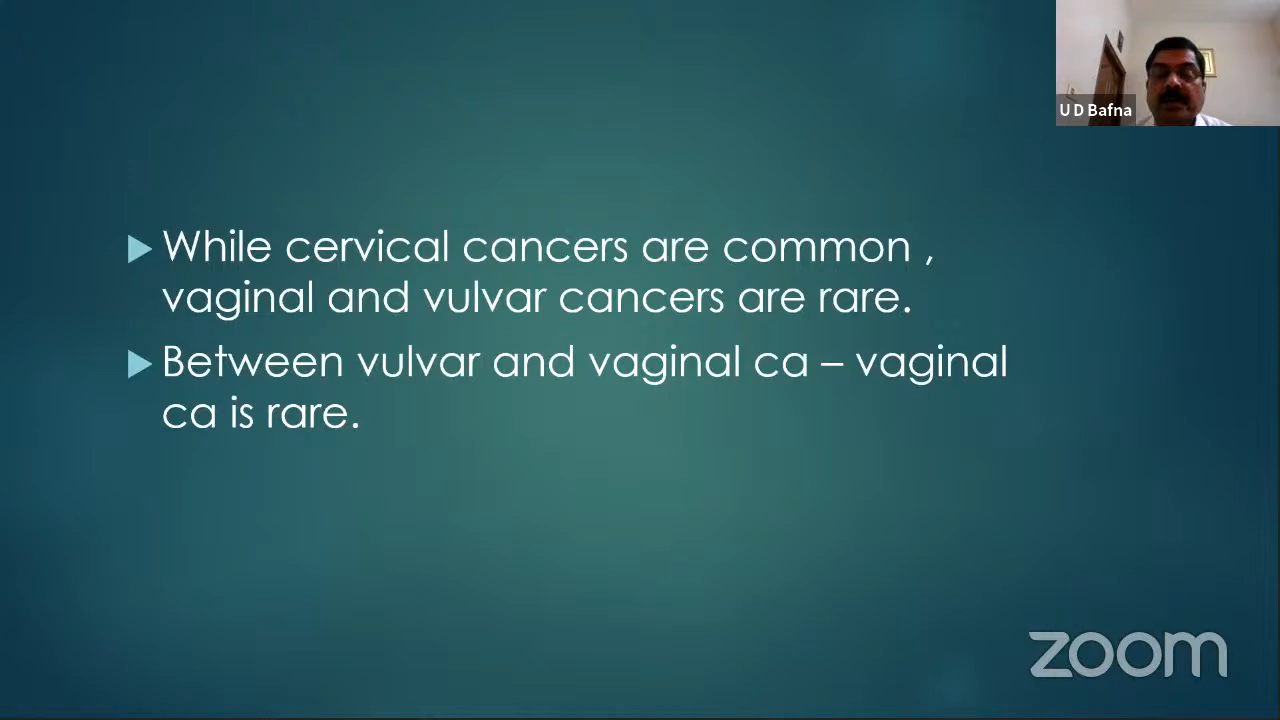 U D Bafna
While cervical cancers are common ,
vaginal and vulvar cancers are rare.
Between vulvar and vaginal ca – vaginal
ca is rare.
zoom